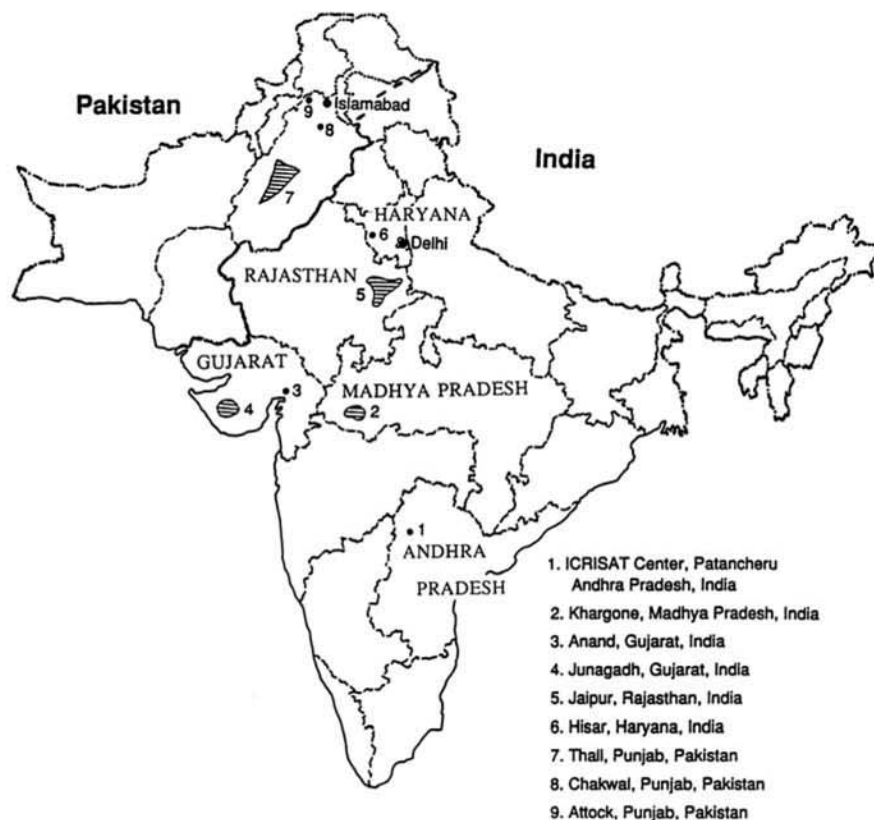 Pakistan
India
Islamabad
9
8
7
HARYANA
6
Delhi
RAJASTHAN
5
GUJARAT
3
MADHYA PRADESH
4
2
1
ANDHRA
PRADESH
1. ICRISAT Center, Patancheru
Andhra Pradesh, India
2. Khargone, Madhya Pradesh, India
3. Anand, Gujarat, India
4. Junagadh, Gujarat, India
5. Jaipur, Rajasthan, India
6. Hisar, Haryana, India
7. Thall, Punjab, Pakistan
8. Chakwal, Punjab, Pakistan
9. Attock, Punjab, Pakistan